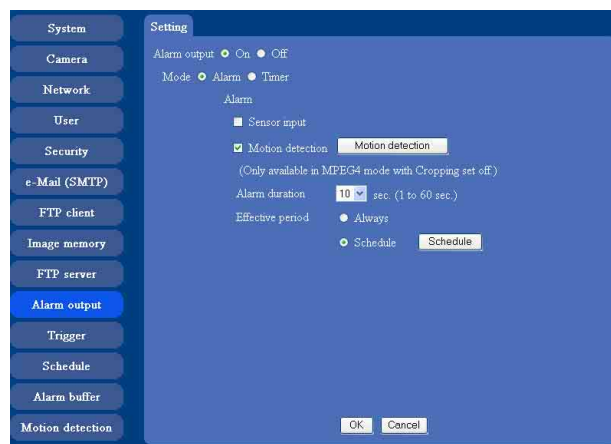 System
Camera
Network
User
Security
e-Mail (SMTP)
FTP client
Image memory
FTP server
Alarm output
Trigger
Schedule
Alarm buffer
Motion detection
Setting
Alarm output On Off
Mode Alarm Timer
Alarm
Sensor input
Motion detection Motion detection
(Only available in MPEG4 mode with Cropping set off.)
Alarm duration 10 sec. (1 to 60 sec.)
Effective period Always
Schedule Schedule
OK Cancel